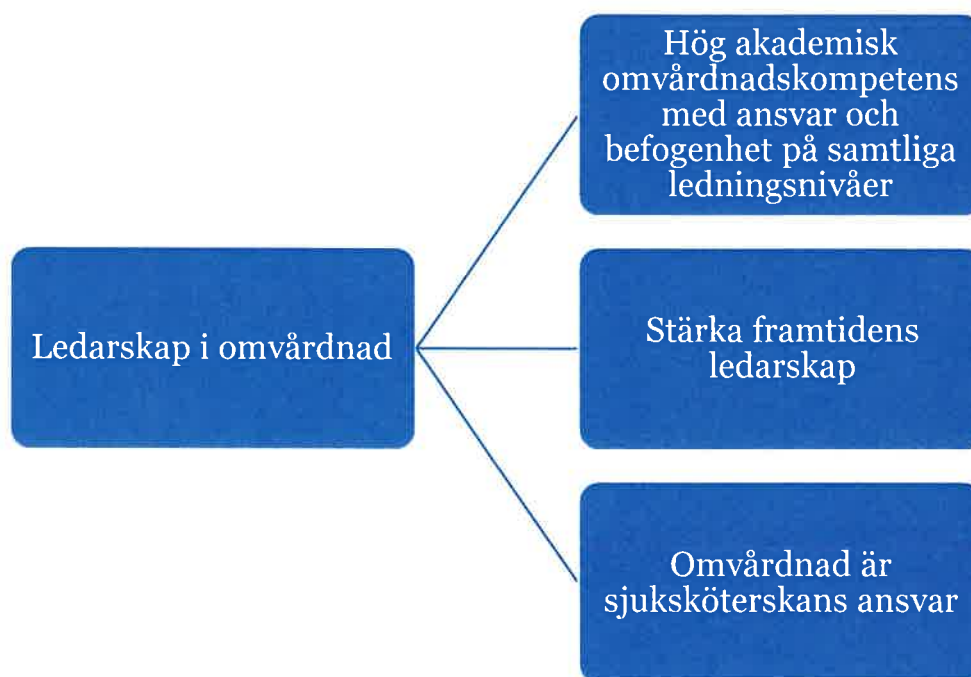 Hög akademisk
omvårdnadskompetens
med ansvar och
befogenhet på samtliga
ledningsnivåer
Ledarskap i omvårdnad
Stärka framtidens
ledarskap
Omvårdnad är
sjuksköterskans ansvar